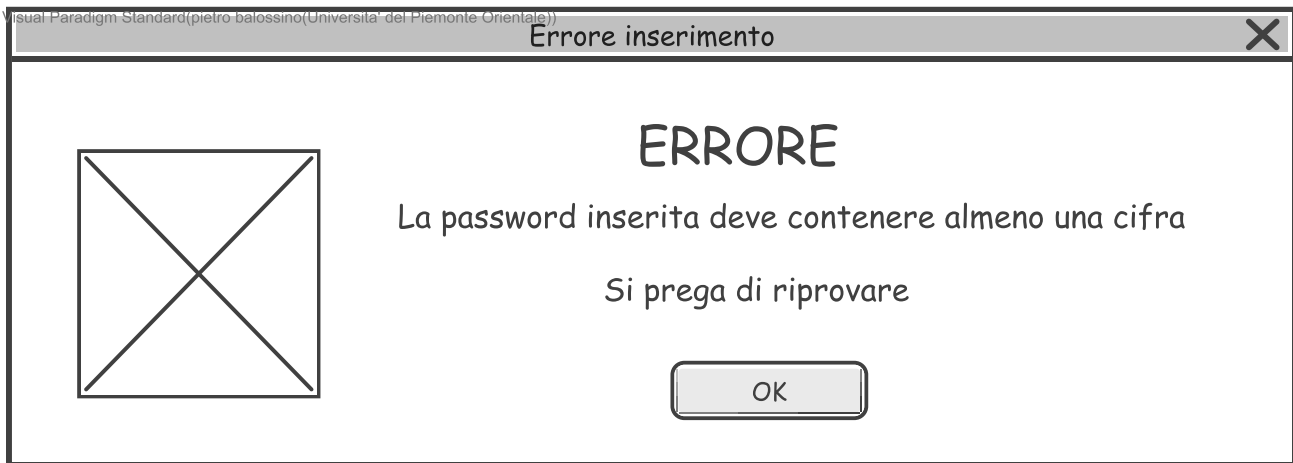 Visual Paradigm Standard(pietro balossino(Universita' del Piemonte Orientale))
Errore inserimento
ERRORE
La password inserita deve contenere almeno una cifra
Si prega di riprovare
OK